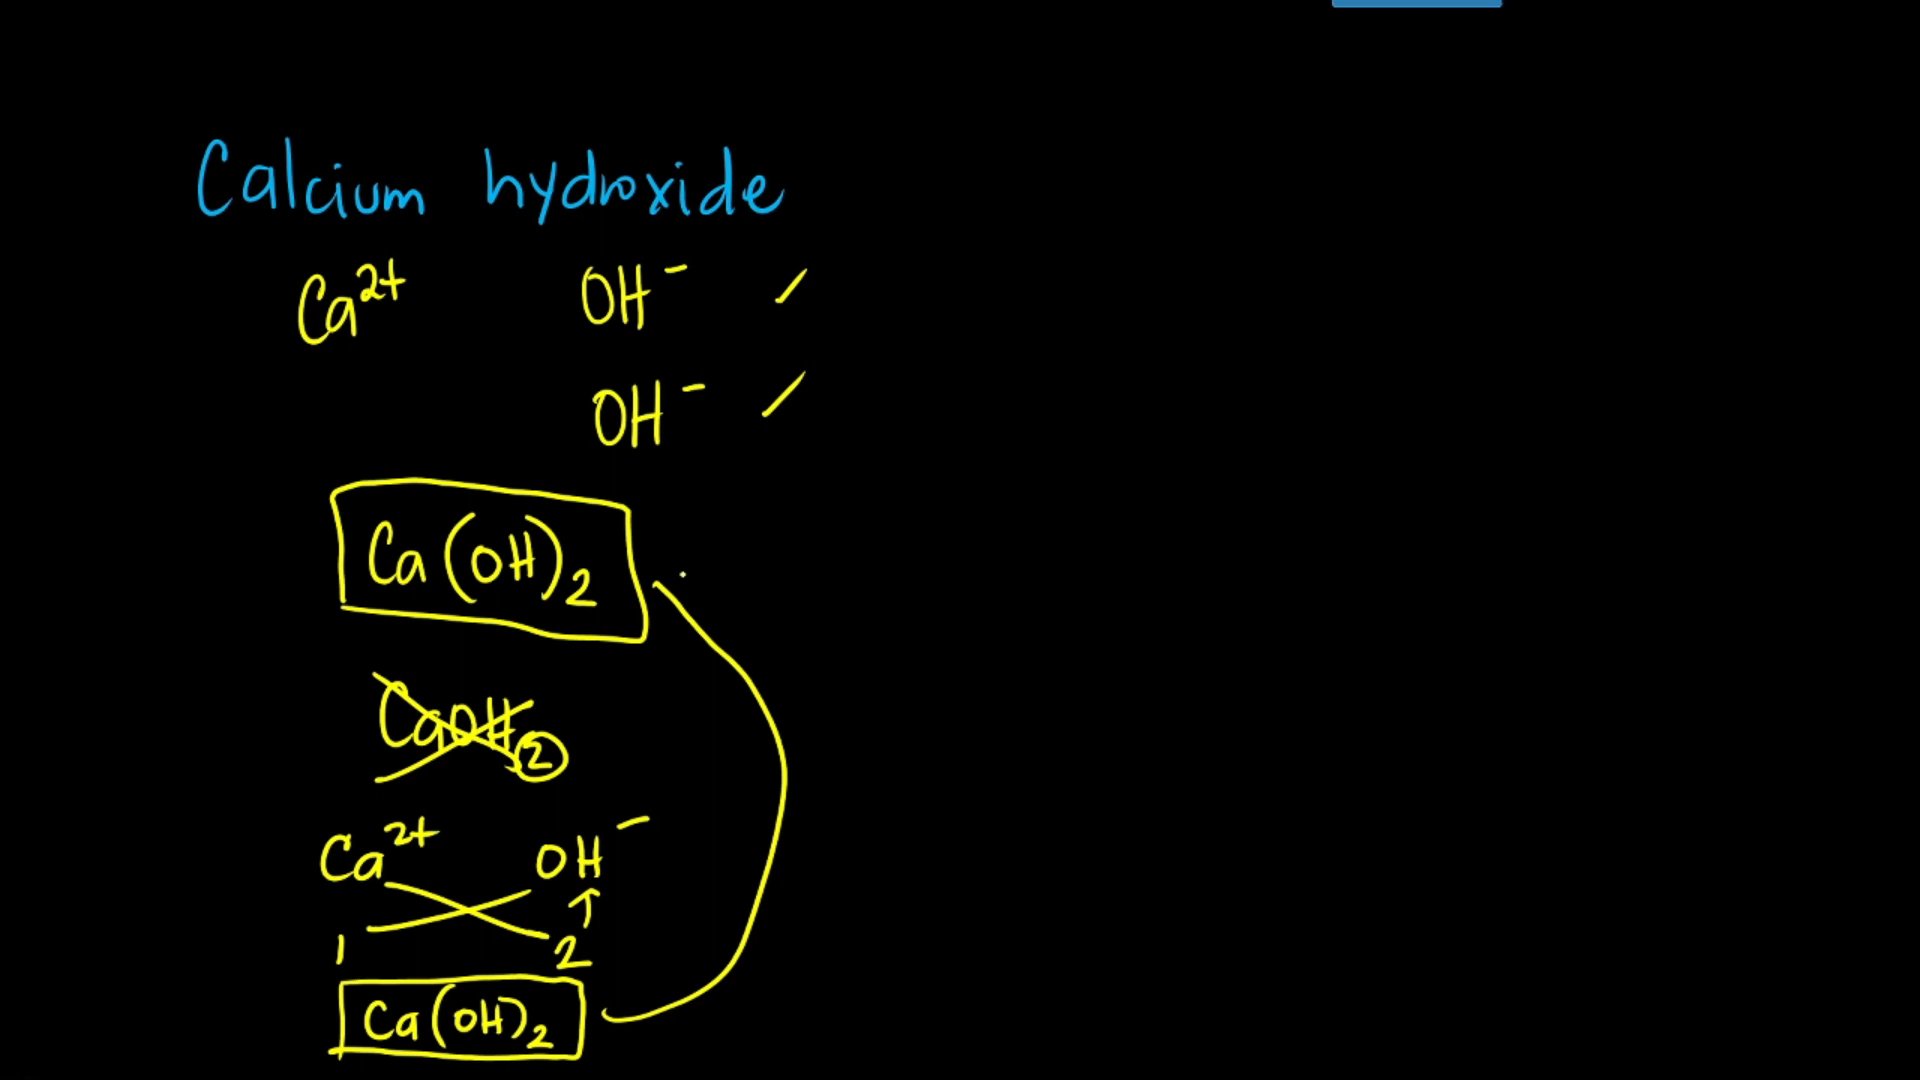 Calcium hydroxide
Ca²⁺ OH⁻
OH⁻
Ca(OH)₂
CaOH₂
Ca²⁺ OH⁻
1 2
Ca(OH)₂